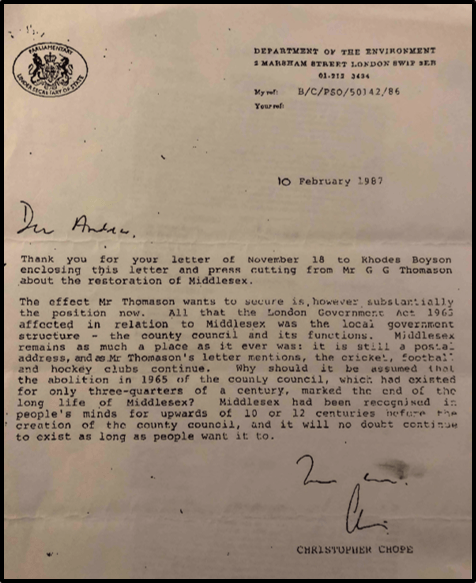 PARLIAMENTARY
UNDER SECRETARY OF STATE
DEPARTMENT OF THE ENVIRONMENT
2 MARSHAM STREET LONDON SW1P 3EB
01-212 3434
My ref: B/C/PSO/50142/86
Your ref:
10 February 1987
Dear Andrew,
Thank you for your letter of November 18 to Rhodes Boyson
enclosing this letter and press cutting from Mr G G Thomason
about the restoration of Middlesex.
The effect Mr Thomason wants to secure is, however, substantially
the position now. All that the London Government Act 1963
affected in relation to Middlesex was the local government
structure - the county council and its functions. Middlesex
remains as much a place as it ever was: it is still a postal
address, and as Mr Thomason's letter mentions, the cricket, football
and hockey clubs continue. Why should it be assumed that
the abolition in 1965 of the county council, which had existed
for only three-quarters of a century, marked the end of the
long life of Middlesex? Middlesex had been recognised in
people's minds for upwards of 10 or 12 centuries before the
creation of the county council, and it will no doubt continue
to exist as long as people want it to.
Chris
CHRISTOPHER CHOPE